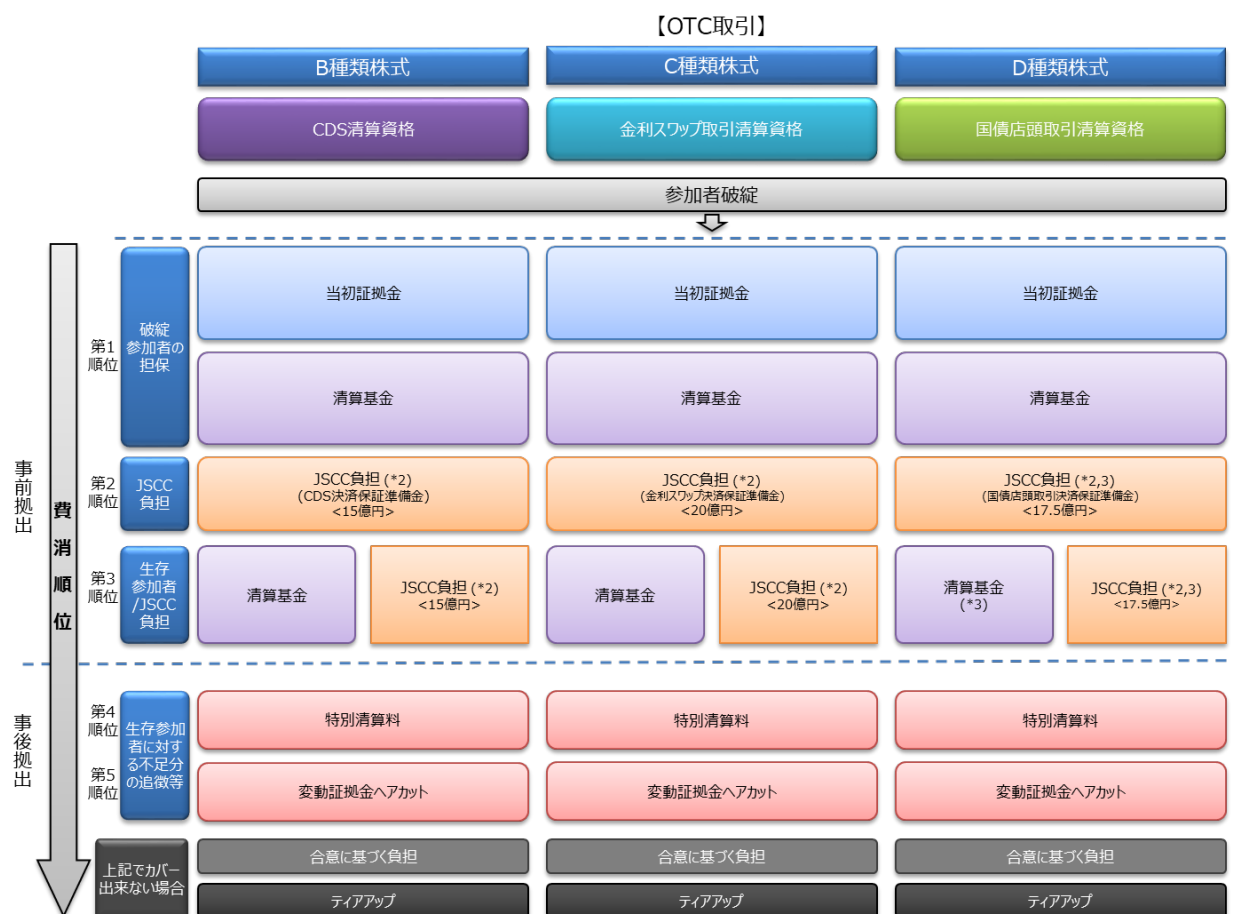 【OTC取引】
B種類株式
C種類株式
D種類株式
CDS清算資格
金利スワップ取引清算資格
国債店頭取引清算資格
参加者破綻
事前拠出
事後拠出
費消順位
第1
順位
破綻
参加者の
担保
当初証拠金
当初証拠金
当初証拠金
清算基金
清算基金
清算基金
第2
順位
JSCC
負担
JSCC負担 (*2)
(CDS決済保証準備金)
<15億円>
JSCC負担 (*2)
(金利スワップ決済保証準備金)
<20億円>
JSCC負担 (*2,3)
(国債店頭取引決済保証準備金)
<17.5億円>
第3
順位
生存
参加者
/JSCC
負担
清算基金
JSCC負担 (*2)
<15億円>
清算基金
JSCC負担 (*2)
<20億円>
清算基金
(*3)
JSCC負担 (*2,3)
<17.5億円>
第4
順位
第5
順位
生存参加
者に対す
る不足分
の追徴等
特別清算料
特別清算料
特別清算料
変動証拠金ヘアカット
変動証拠金ヘアカット
変動証拠金ヘアカット
上記でカバー
出来ない場合
合意に基づく負担
合意に基づく負担
合意に基づく負担
ティアアップ
ティアアップ
ティアアップ